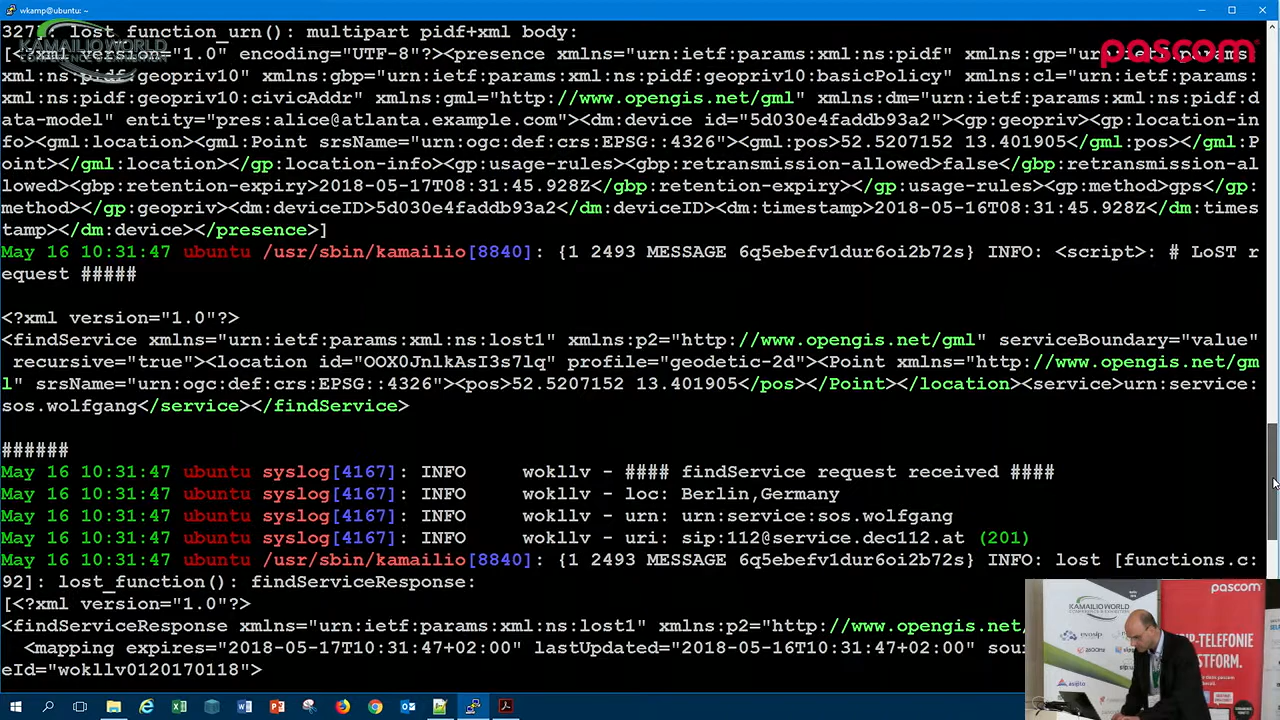 wkamp@ubuntu: ~
327]: lost_function_urn(): multipart pidf+xml body:
[<?xml version="1.0" encoding="UTF-8"?><presence xmlns="urn:ietf:params:xml:ns:pidf" xmlns:gp="urn:ietf:params:
xml:ns:pidf:geopriv10" xmlns:gbp="urn:ietf:params:xml:ns:pidf:geopriv10:basicPolicy" xmlns:cl="urn:ietf:params:
xml:ns:pidf:geopriv10:civicAddr" xmlns:gml="http://www.opengis.net/gml" xmlns:dm="urn:ietf:params:xml:ns:pidf:d
ata-model" entity="pres:alice@atlanta.example.com"><dm:device id="5d030e4faddb93a2"><gp:geopriv><gp:location-in
fo><gml:location><gml:Point srsName="urn:ogc:def:crs:EPSG::4326"><gml:pos>52.5207152 13.401905</gml:pos></gml:P
oint></gml:location></gp:location-info><gp:usage-rules><gbp:retransmission-allowed>false</gbp:retransmission-al
lowed><gbp:retention-expiry>2018-05-17T08:31:45.928Z</gbp:retention-expiry></gp:usage-rules><gp:method>gps</gp:
method></gp:geopriv><dm:deviceID>5d030e4faddb93a2</dm:deviceID><dm:timestamp>2018-05-16T08:31:45.928Z</dm:times
tamp></dm:device></presence>]
May 16 10:31:47 ubuntu /usr/sbin/kamailio[8840]: {1 2493 MESSAGE 6q5ebefv1dur6oi2b72s} INFO: <script>: # LoST r
equest #####
<?xml version="1.0"?>
<findService xmlns="urn:ietf:params:xml:ns:lost1" xmlns:p2="http://www.opengis.net/gml" serviceBoundary="value"
recursive="true"><location id="OOX0JnlkAsI3s7lq" profile="geodetic-2d"><Point xmlns="http://www.opengis.net/gm
l" srsName="urn:ogc:def:crs:EPSG::4326"><pos>52.5207152 13.401905</pos></Point></location><service>urn:service:
sos.wolfgang</service></findService>
######
May 16 10:31:47 ubuntu syslog[4167]: INFO wokllv - #### findService request received ####
May 16 10:31:47 ubuntu syslog[4167]: INFO wokllv - loc: Berlin,Germany
May 16 10:31:47 ubuntu syslog[4167]: INFO wokllv - urn: urn:service:sos.wolfgang
May 16 10:31:47 ubuntu syslog[4167]: INFO wokllv - uri: sip:112@service.dec112.at (201)
May 16 10:31:47 ubuntu /usr/sbin/kamailio[8840]: {1 2493 MESSAGE 6q5ebefv1dur6oi2b72s} INFO: lost [functions.c:
92]: lost_function(): findServiceResponse:
[<?xml version="1.0"?>
<findServiceResponse xmlns="urn:ietf:params:xml:ns:lost1" xmlns:p2="http://www.opengis.net/
<mapping expires="2018-05-17T10:31:47+02:00" lastUpdated="2018-05-16T10:31:47+02:00" sour
eId="wokllv0120170118">
KAMAILIO WORLD
CONFERENCE & EXHIBITION
pascom
KAMAILIO WORLD
pascom
SIP-TELEFONIE
TFORM.